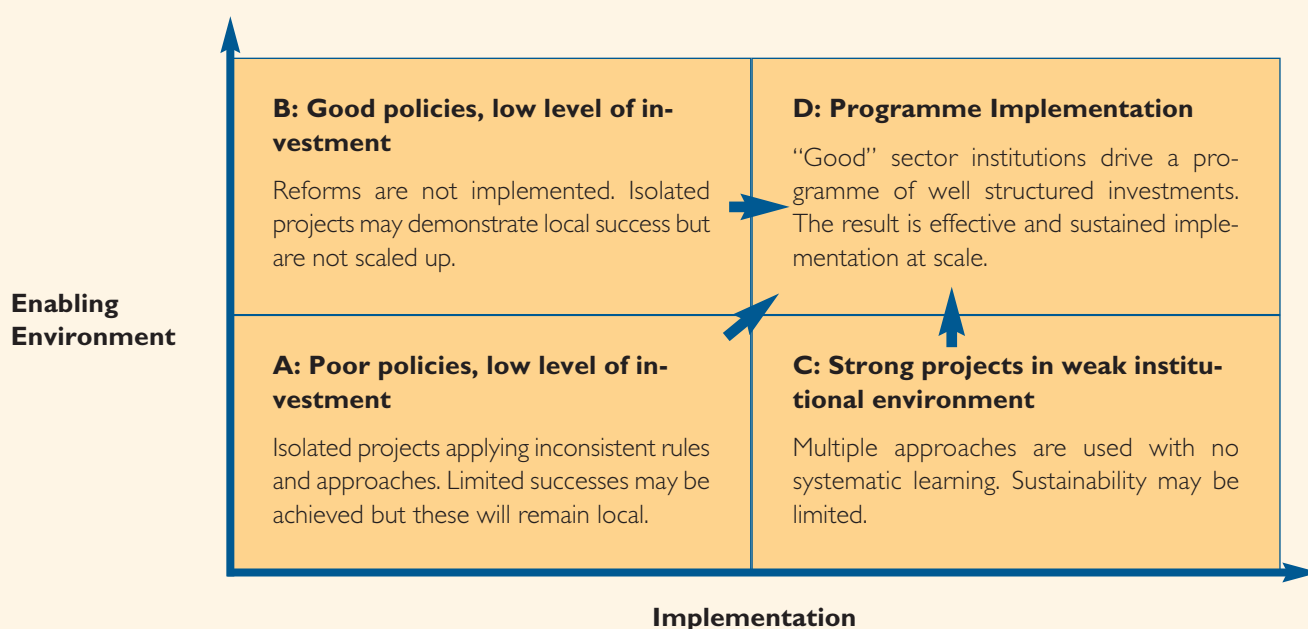 B: Good policies, low level of in-
vestment
Reforms are not implemented. Isolated
projects may demonstrate local success but
are not scaled up.
D: Programme Implementation
“Good” sector institutions drive a pro-
gramme of well structured investments.
The result is effective and sustained imple-
mentation at scale.
Enabling
Environment
A: Poor policies, low level of in-
vestment
Isolated projects applying inconsistent rules
and approaches. Limited successes may be
achieved but these will remain local.
C: Strong projects in weak institu-
tional environment
Multiple approaches are used with no
systematic learning. Sustainability may be
limited.
Implementation